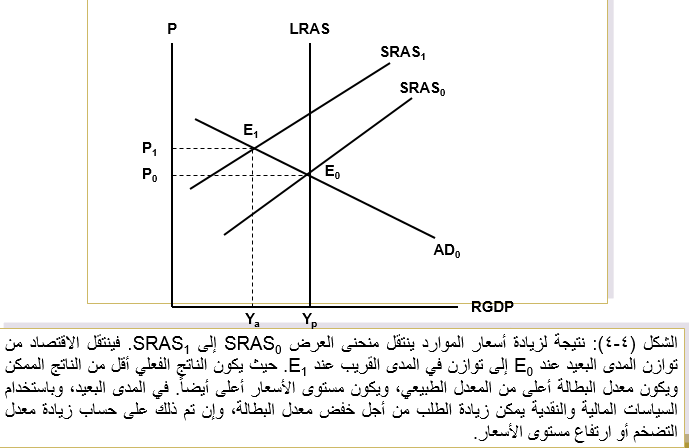 P
LRAS
SRAS₁
SRAS₀
E₁
P₁
P₀
E₀
AD₀
RGDP
Yₐ
Yₚ
الشكل (٤-٤): نتيجة لزيادة أسعار الموارد ينتقل منحنى العرض SRAS₀ إلى SRAS₁. فينتقل الاقتصاد من
توازن المدى البعيد عند E₀ إلى توازن في المدى القريب عند E₁. حيث يكون الناتج الفعلي أقل من الناتج الممكن
ويكون معدل البطالة أعلى من المعدل الطبيعي، ويكون مستوى الأسعار أعلى أيضاً. في المدى البعيد، وباستخدام
السياسات المالية والنقدية يمكن زيادة الطلب من أجل خفض معدل البطالة، وإن تم ذلك على حساب زيادة معدل
التضخم أو ارتفاع مستوى الأسعار.